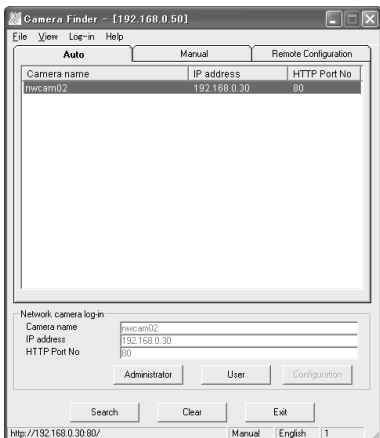 Camera Finder - [192.168.0.50]
File View Log-in Help
Auto Manual Remote Configuration
Camera name IP address HTTP Port No
nwcam02 192.168.0.30 80
Network camera log-in
Camera name nwcam02
IP address 192.168.0.30
HTTP Port No 80
Administrator User Configuration
Search Clear Exit
http://192.168.0.30:80/ Manual English 1